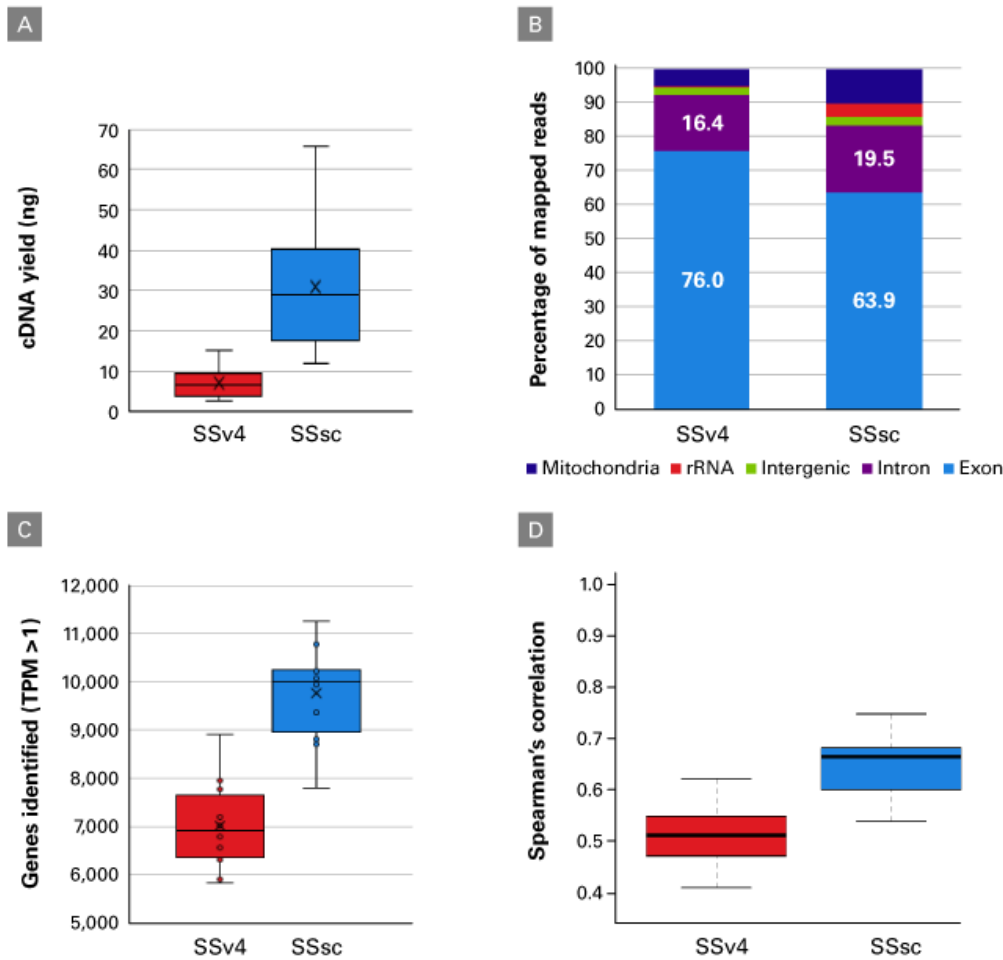 A
cDNA yield (ng)
70
60
50
40
30
20
10
0
SSv4 SSsc
B
Percentage of mapped reads
100
90
80
70
60
50
40
30
20
10
0
16.4
76.0
19.5
63.9
SSv4 SSsc
Mitochondria rRNA Intergenic Intron Exon
C
Genes identified (TPM >1)
12,000
11,000
10,000
9,000
8,000
7,000
6,000
5,000
SSv4 SSsc
D
Spearman's correlation
1.0
0.9
0.8
0.7
0.6
0.5
0.4
SSv4 SSsc